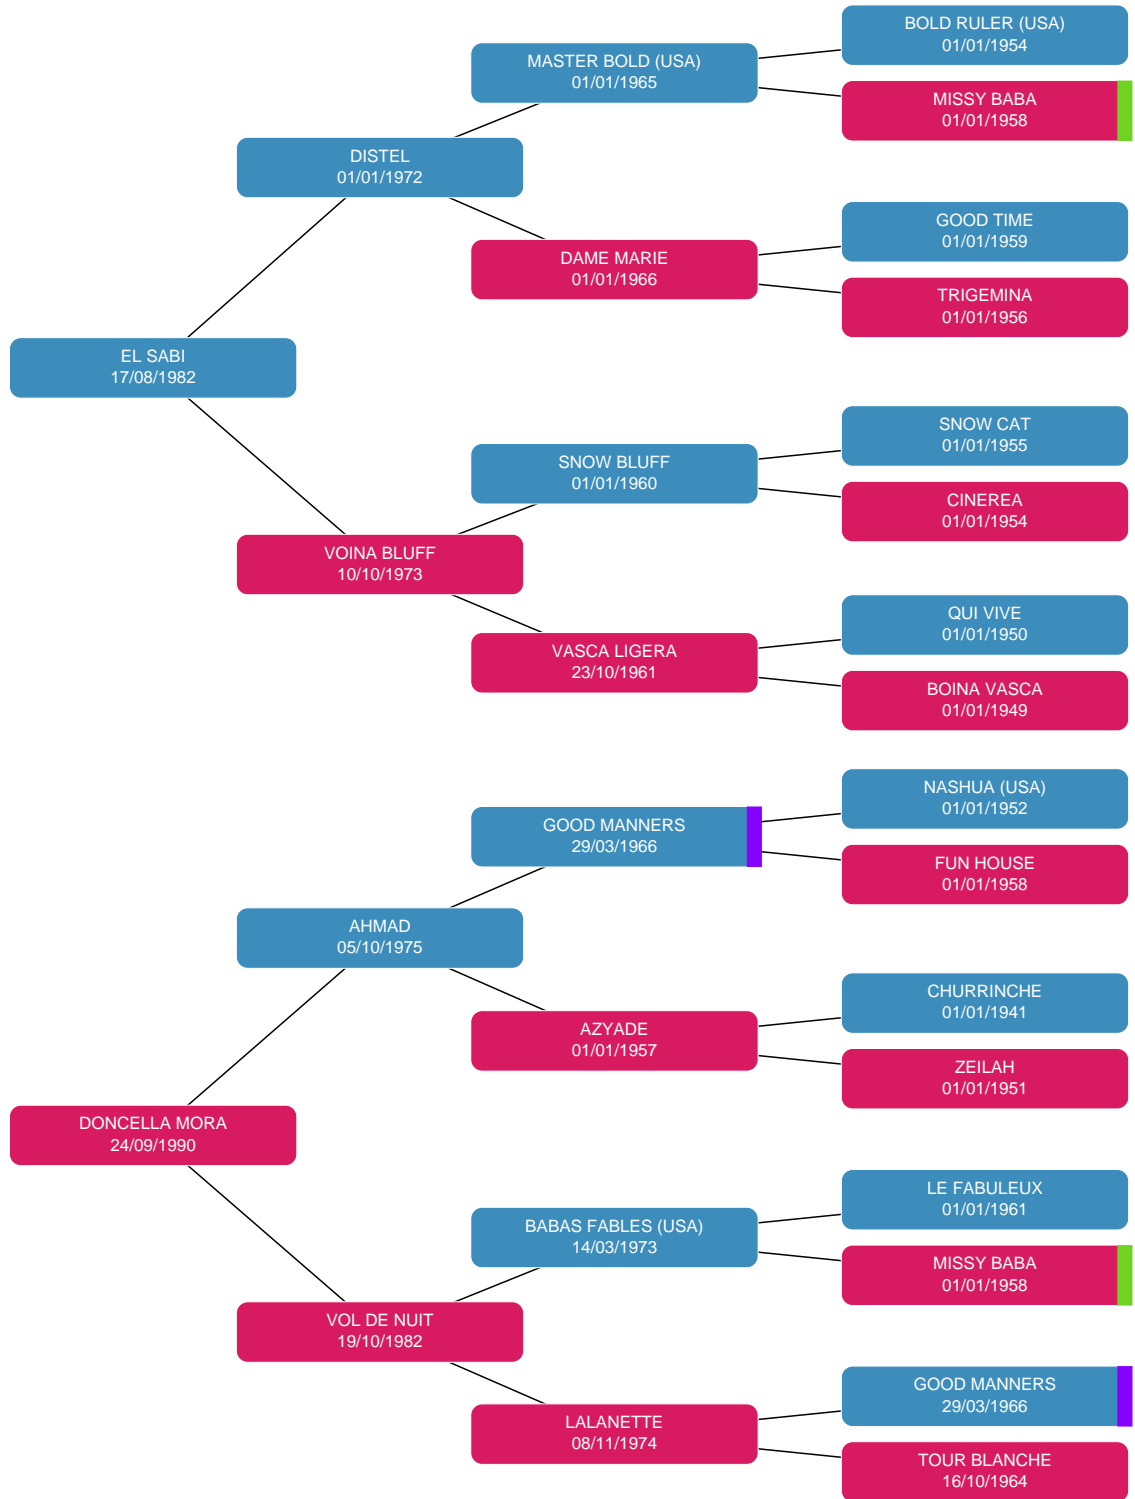 BOLD RULER (USA)
01/01/1954
MASTER BOLD (USA)
01/01/1965
MISSY BABA
01/01/1958
DISTEL
01/01/1972
GOOD TIME
01/01/1959
DAME MARIE
01/01/1966
TRIGEMINA
01/01/1956
EL SABI
17/08/1982
SNOW CAT
01/01/1955
SNOW BLUFF
01/01/1960
CINEREA
01/01/1954
VOINA BLUFF
10/10/1973
QUI VIVE
01/01/1950
VASCA LIGERA
23/10/1961
BOINA VASCA
01/01/1949
NASHUA (USA)
01/01/1952
GOOD MANNERS
29/03/1966
FUN HOUSE
01/01/1958
AHMAD
05/10/1975
CHURRINCHE
01/01/1941
AZYADE
01/01/1957
ZEILAH
01/01/1951
DONCELLA MORA
24/09/1990
LE FABULEUX
01/01/1961
BABAS FABLES (USA)
14/03/1973
MISSY BABA
01/01/1958
VOL DE NUIT
19/10/1982
GOOD MANNERS
29/03/1966
LALANETTE
08/11/1974
TOUR BLANCHE
16/10/1964